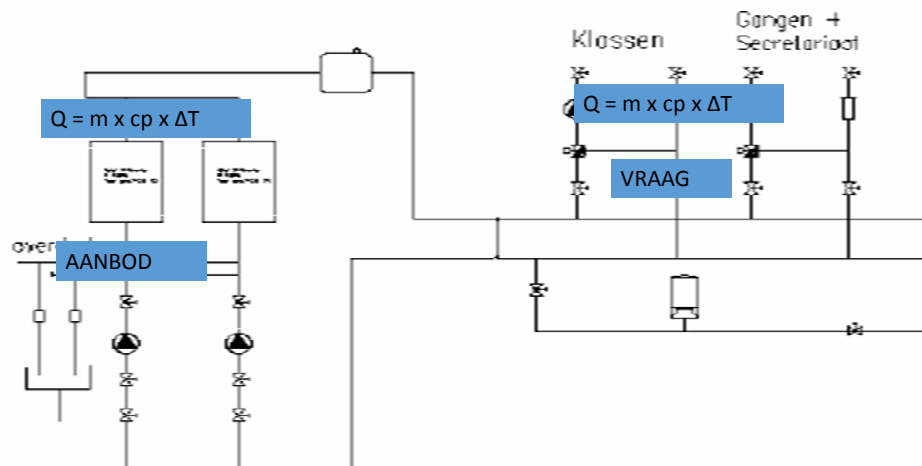 Klassen
Gangen +
Secretariaat
Q = m x cp x ΔT
Q = m x cp x ΔT
VRAAG
AANBOD